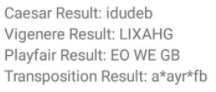 Caesar Result: idudeb
Vigenere Result: LIXAHG
Playfair Result: EO WE GB
Transposition Result: a*ayr*fb